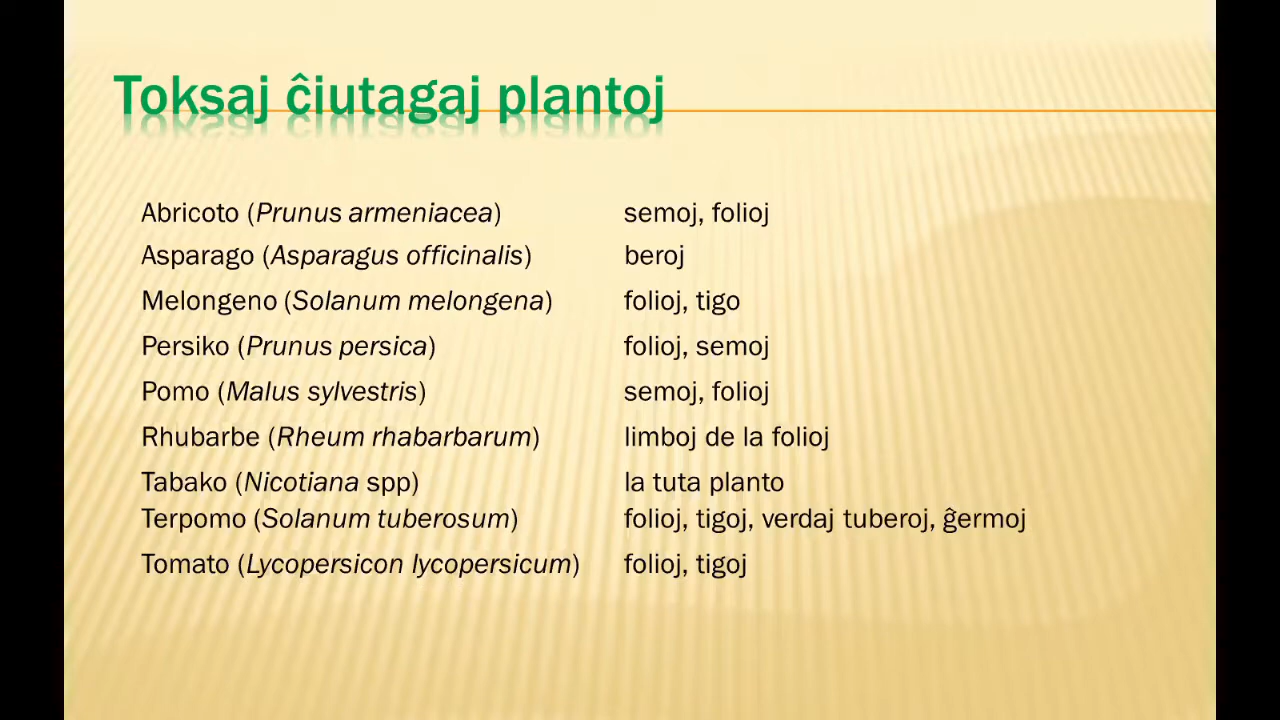 Toksaj ĉiutagaj plantoj
Abricoto (Prunus armeniacea) semoj, folioj
Asparago (Asparagus officinalis) beroj
Melongeno (Solanum melongena) folioj, tigo
Persiko (Prunus persica) folioj, semoj
Pomo (Malus sylvestris) semoj, folioj
Rhubarbe (Rheum rhabarbarum) limboj de la folioj
Tabako (Nicotiana spp) la tuta planto
Terpomo (Solanum tuberosum) folioj, tigoj, verdaj tuberoj, ĝermoj
Tomato (Lycopersicon lycopersicum) folioj, tigoj